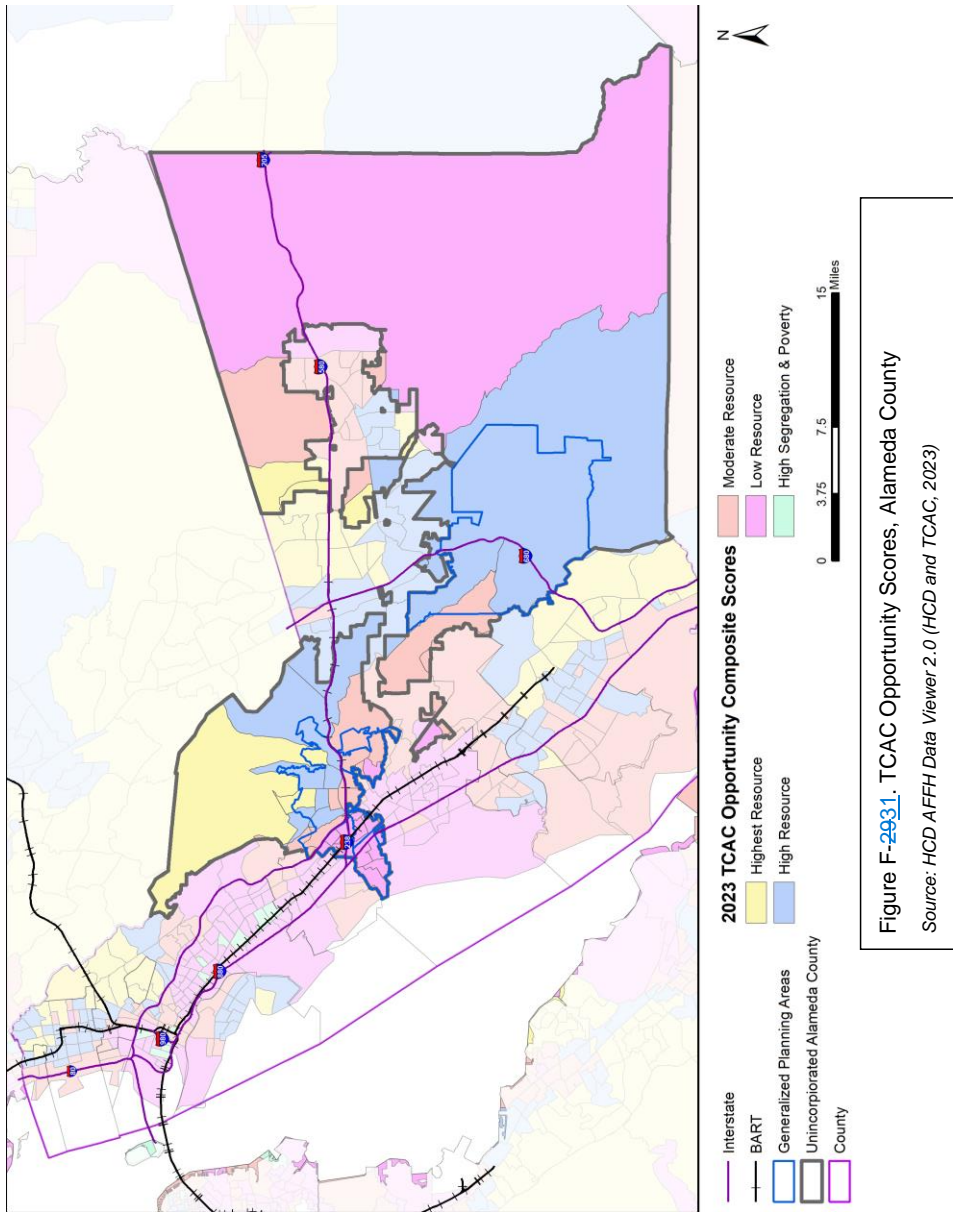 N
Interstate
BART
Generalized Planning Areas
Unincorpriated Alameda County
County
2023 TCAC Opportunity Composite Scores
Highest Resource
High Resource
Moderate Resource
Low Resource
High Segregation & Poverty
0 3.75 7.5 15
Miles
Figure F-2931. TCAC Opportunity Scores, Alameda County
Source: HCD AFFH Data Viewer 2.0 (HCD and TCAC, 2023)